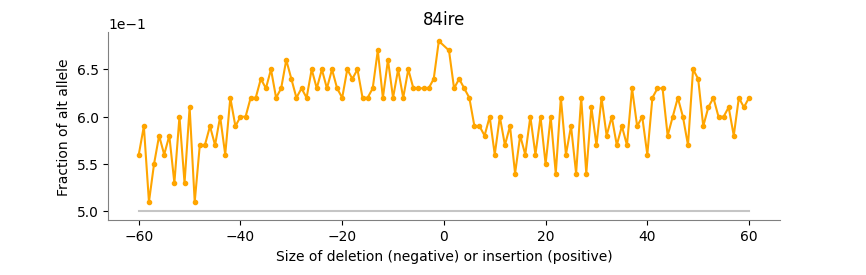 84ire
1e−1
Fraction of alt allele
6.5
6.0
5.5
5.0
−60 −40 −20 0 20 40 60
Size of deletion (negative) or insertion (positive)